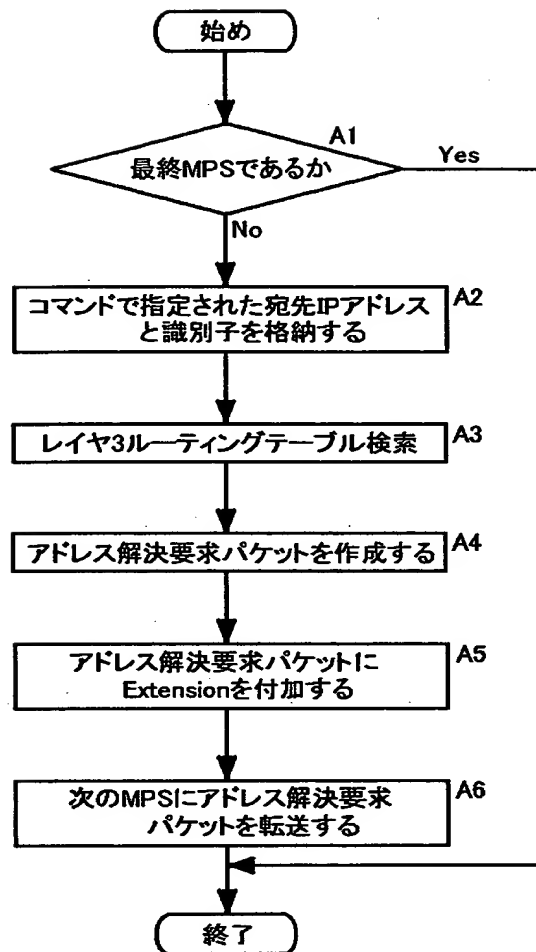 始め
A1
最終MPSであるか
Yes
No
コマンドで指定された宛先IPアドレス
と識別子を格納する
A2
レイヤ3ルーティングテーブル検索
A3
アドレス解決要求パケットを作成する
A4
アドレス解決要求パケットに
Extensionを付加する
A5
次のMPSにアドレス解決要求
パケットを転送する
A6
終了